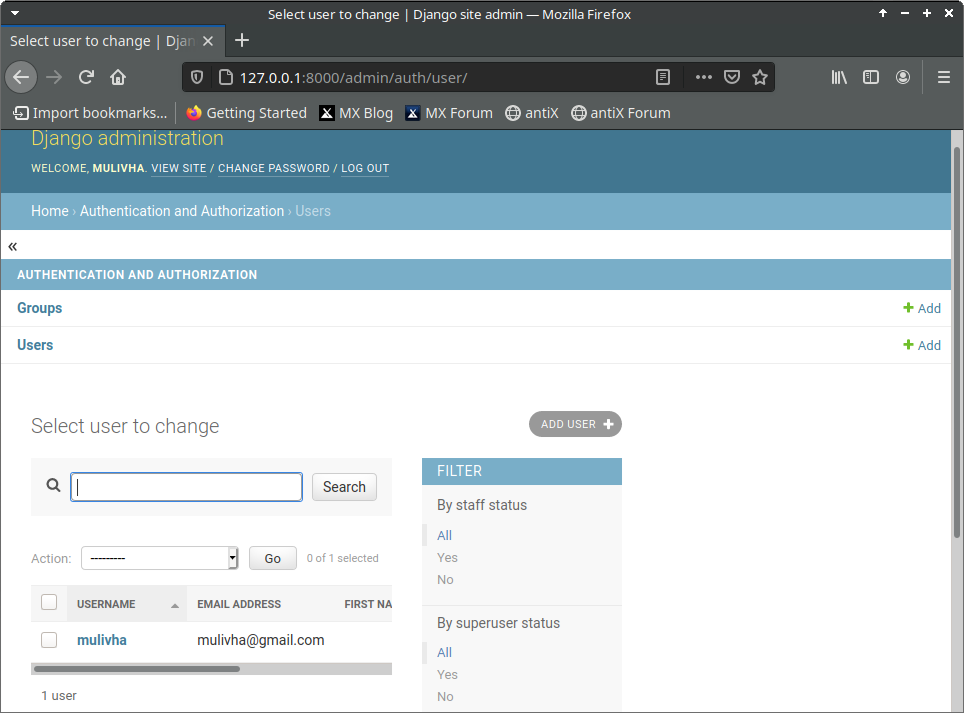 Select user to change | Django site admin — Mozilla Firefox
Select user to change | Djan
127.0.0.1:8000/admin/auth/user/
Import bookmarks... Getting Started MX Blog MX Forum antiX antiX Forum
Django administration
WELCOME, MULIVHA. VIEW SITE / CHANGE PASSWORD / LOG OUT
Home › Authentication and Authorization › Users
«
AUTHENTICATION AND AUTHORIZATION
Groups + Add
Users + Add
Select user to change
ADD USER +
Search
Action: --------- Go 0 of 1 selected
USERNAME EMAIL ADDRESS FIRST NA
mulivha mulivha@gmail.com
1 user
FILTER
By staff status
All
Yes
No
By superuser status
All
Yes
No